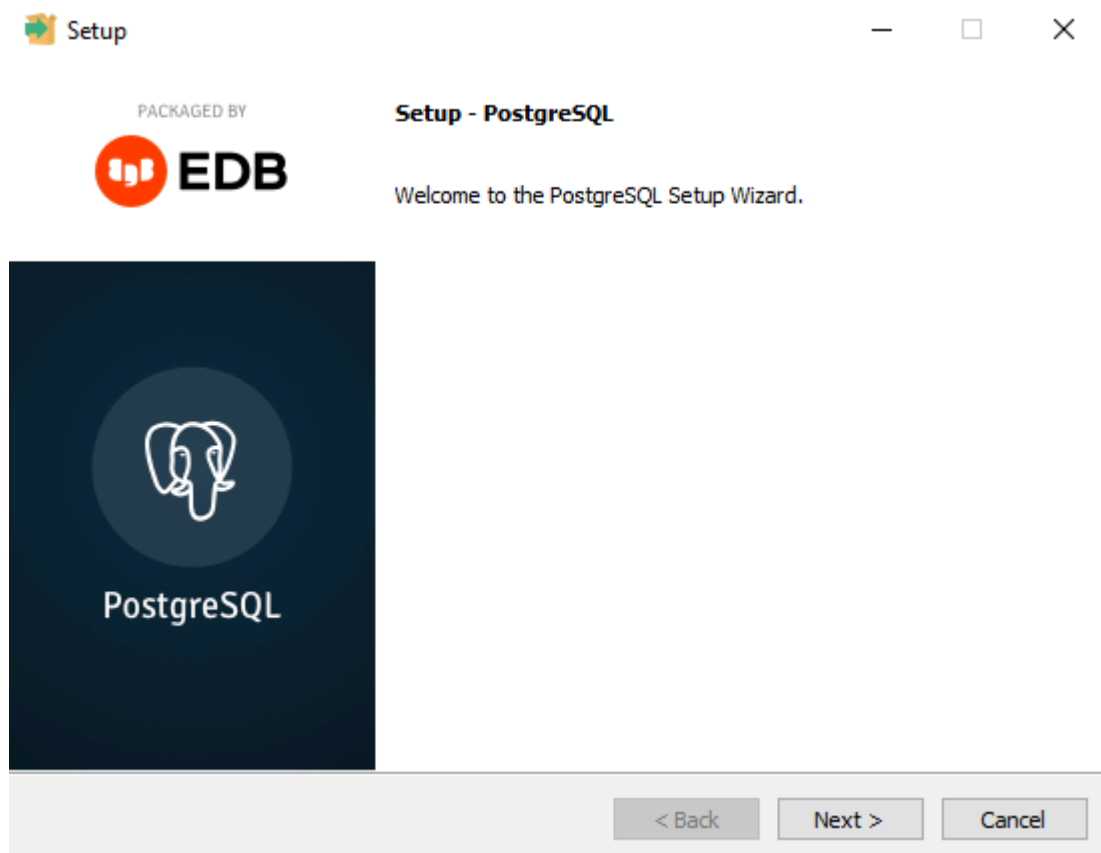 Setup
PACKAGED BY
EDB
Setup - PostgreSQL
Welcome to the PostgreSQL Setup Wizard.
PostgreSQL
< Back
Next >
Cancel